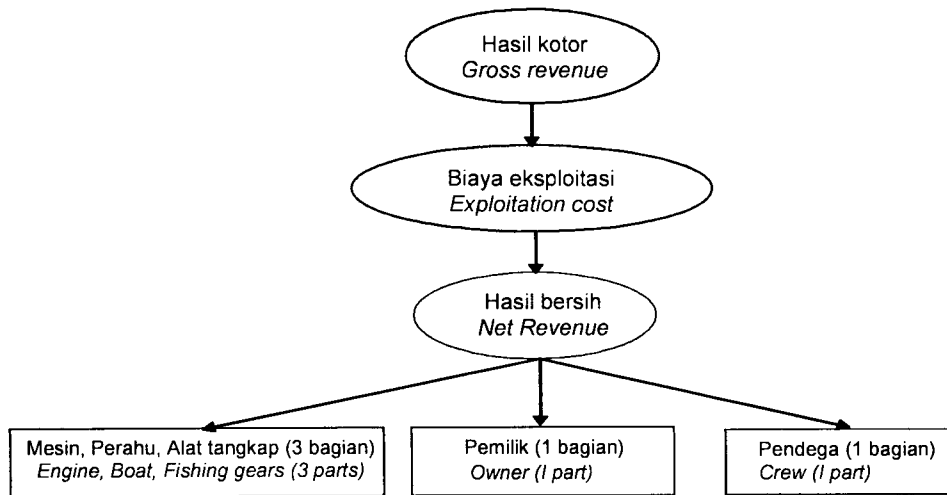 Hasil kotor
Gross revenue
Biaya eksploitasi
Exploitation cost
Hasil bersih
Net Revenue
Mesin, Perahu, Alat tangkap (3 bagian)
Engine, Boat, Fishing gears (3 parts)
Pemilik (1 bagian)
Owner (I part)
Pendega (1 bagian)
Crew (I part)